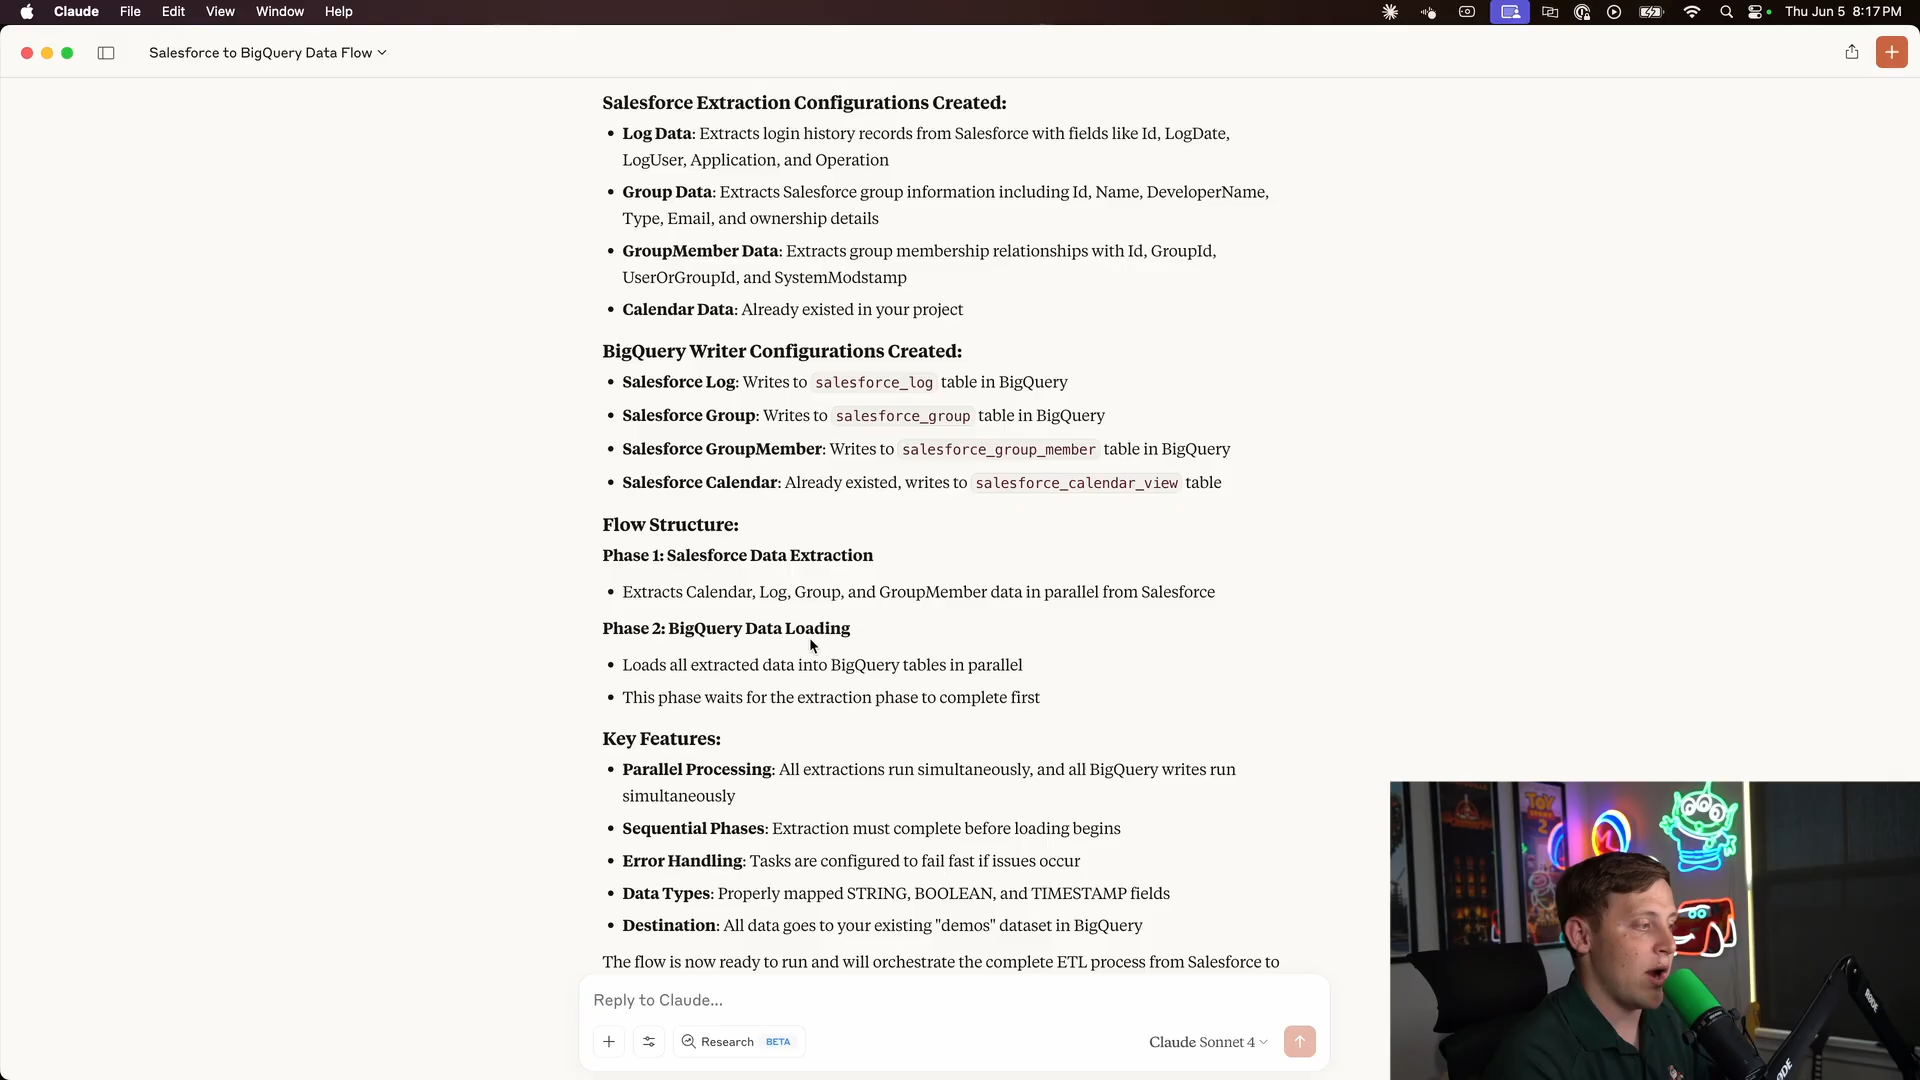 Claude File Edit View Window Help Thu Jun 5 8:17 PM
Salesforce to BigQuery Data Flow
Salesforce Extraction Configurations Created:
• Log Data: Extracts login history records from Salesforce with fields like Id, LogDate,
LogUser, Application, and Operation
• Group Data: Extracts Salesforce group information including Id, Name, DeveloperName,
Type, Email, and ownership details
• GroupMember Data: Extracts group membership relationships with Id, GroupId,
UserOrGroupId, and SystemModstamp
• Calendar Data: Already existed in your project
BigQuery Writer Configurations Created:
• Salesforce Log: Writes to salesforce_log table in BigQuery
• Salesforce Group: Writes to salesforce_group table in BigQuery
• Salesforce GroupMember: Writes to salesforce_group_member table in BigQuery
• Salesforce Calendar: Already existed, writes to salesforce_calendar_view table
Flow Structure:
Phase 1: Salesforce Data Extraction
• Extracts Calendar, Log, Group, and GroupMember data in parallel from Salesforce
Phase 2: BigQuery Data Loading
• Loads all extracted data into BigQuery tables in parallel
• This phase waits for the extraction phase to complete first
Key Features:
• Parallel Processing: All extractions run simultaneously, and all BigQuery writes run
simultaneously
• Sequential Phases: Extraction must complete before loading begins
• Error Handling: Tasks are configured to fail fast if issues occur
• Data Types: Properly mapped STRING, BOOLEAN, and TIMESTAMP fields
• Destination: All data goes to your existing "demos" dataset in BigQuery
The flow is now ready to run and will orchestrate the complete ETL process from Salesforce to
Reply to Claude...
Research BETA
Claude Sonnet 4
TOY
STORY
2
RODE
RODE